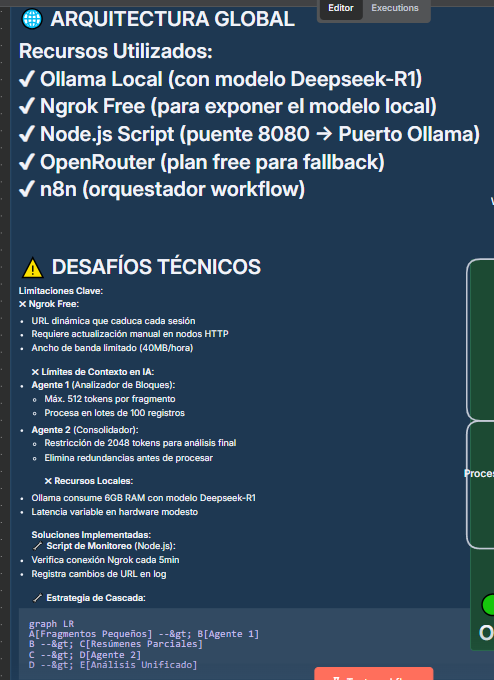 Editor Executions
🌐 ARQUITECTURA GLOBAL
Recursos Utilizados:
✔ Ollama Local (con modelo Deepseek-R1)
✔ Ngrok Free (para exponer el modelo local)
✔ Node.js Script (puente 8080 → Puerto Ollama)
✔ OpenRouter (plan free para fallback)
✔ n8n (orquestador workflow)
⚠️ DESAFÍOS TÉCNICOS
Limitaciones Clave:
❌ Ngrok Free:
• URL dinámica que caduca cada sesión
• Requiere actualización manual en nodos HTTP
• Ancho de banda limitado (40MB/hora)
❌ Límites de Contexto en IA:
• Agente 1 (Analizador de Bloques):
◦ Máx. 512 tokens por fragmento
◦ Procesa en lotes de 100 registros
• Agente 2 (Consolidador):
◦ Restricción de 2048 tokens para análisis final
◦ Elimina redundancias antes de procesar
❌ Recursos Locales:
• Ollama consume 6GB RAM con modelo Deepseek-R1
• Latencia variable en hardware modesto
Soluciones Implementadas:
Script de Monitoreo (Node.js):
• Verifica conexión Ngrok cada 5min
• Registra cambios de URL en log
Estrategia de Cascada:
graph LR
A[Fragmentos Pequeños] --&gt; B[Agente 1]
B --&gt; C[Resúmenes Parciales]
C --&gt; D[Agente 2]
D --&gt; E[Análisis Unificado]
Proces
O